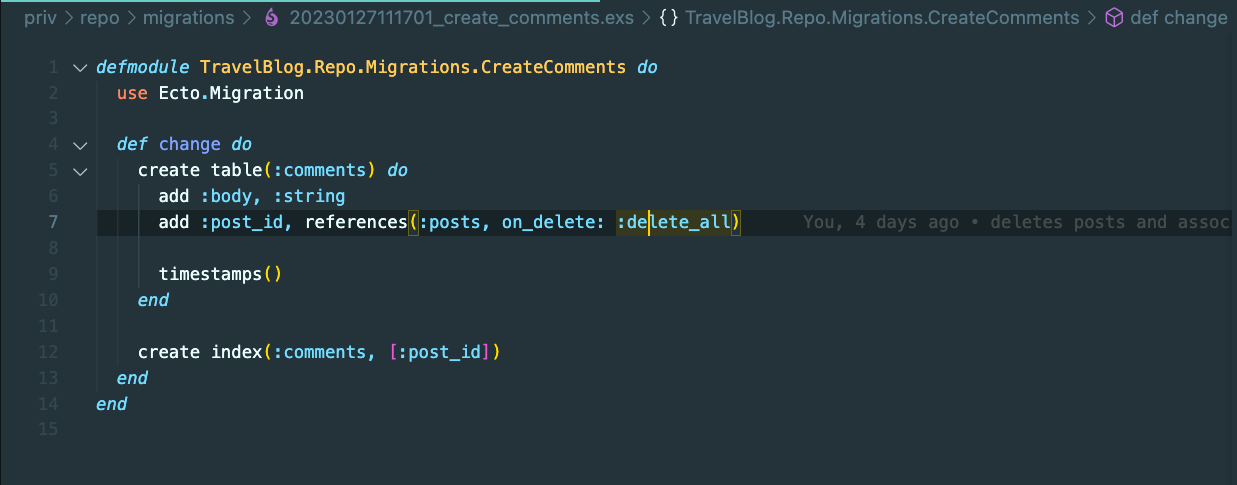 priv > repo > migrations > 20230127111701_create_comments.exs > {} TravelBlog.Repo.Migrations.CreateComments > def change
1 defmodule TravelBlog.Repo.Migrations.CreateComments do
2 use Ecto.Migration
3
4 def change do
5 create table(:comments) do
6 add :body, :string
7 add :post_id, references(:posts, on_delete: :delete_all) You, 4 days ago • deletes posts and assoc
8
9 timestamps()
10 end
11
12 create index(:comments, [:post_id])
13 end
14 end
15